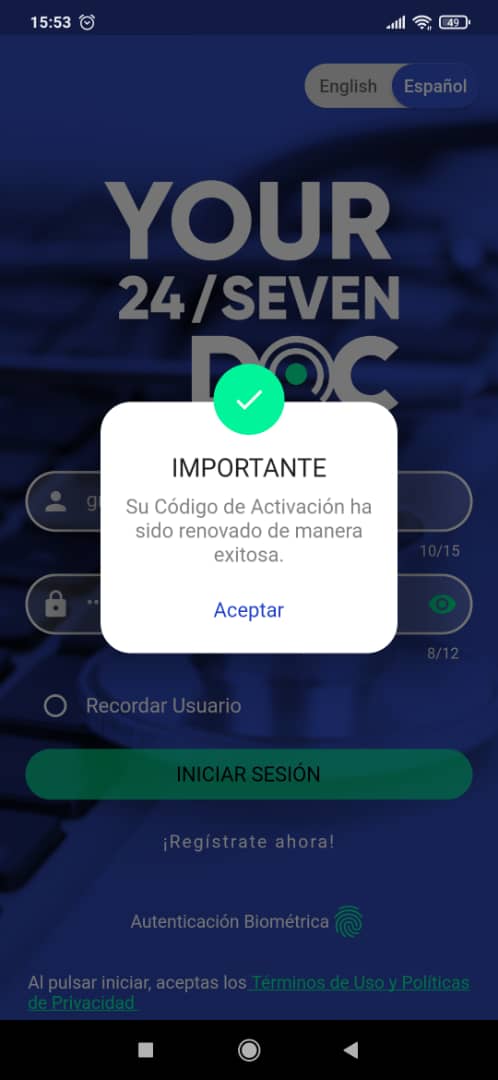 15:53
49
English Español
YOUR
24/SEVEN
DOC
IMPORTANTE
Su Código de Activación ha
sido renovado de manera
exitosa.
Aceptar
10/15
8/12
Recordar Usuario
INICIAR SESIÓN
¡Regístrate ahora!
Autenticación Biométrica
Al pulsar iniciar, aceptas los Términos de Uso y Políticas
de Privacidad